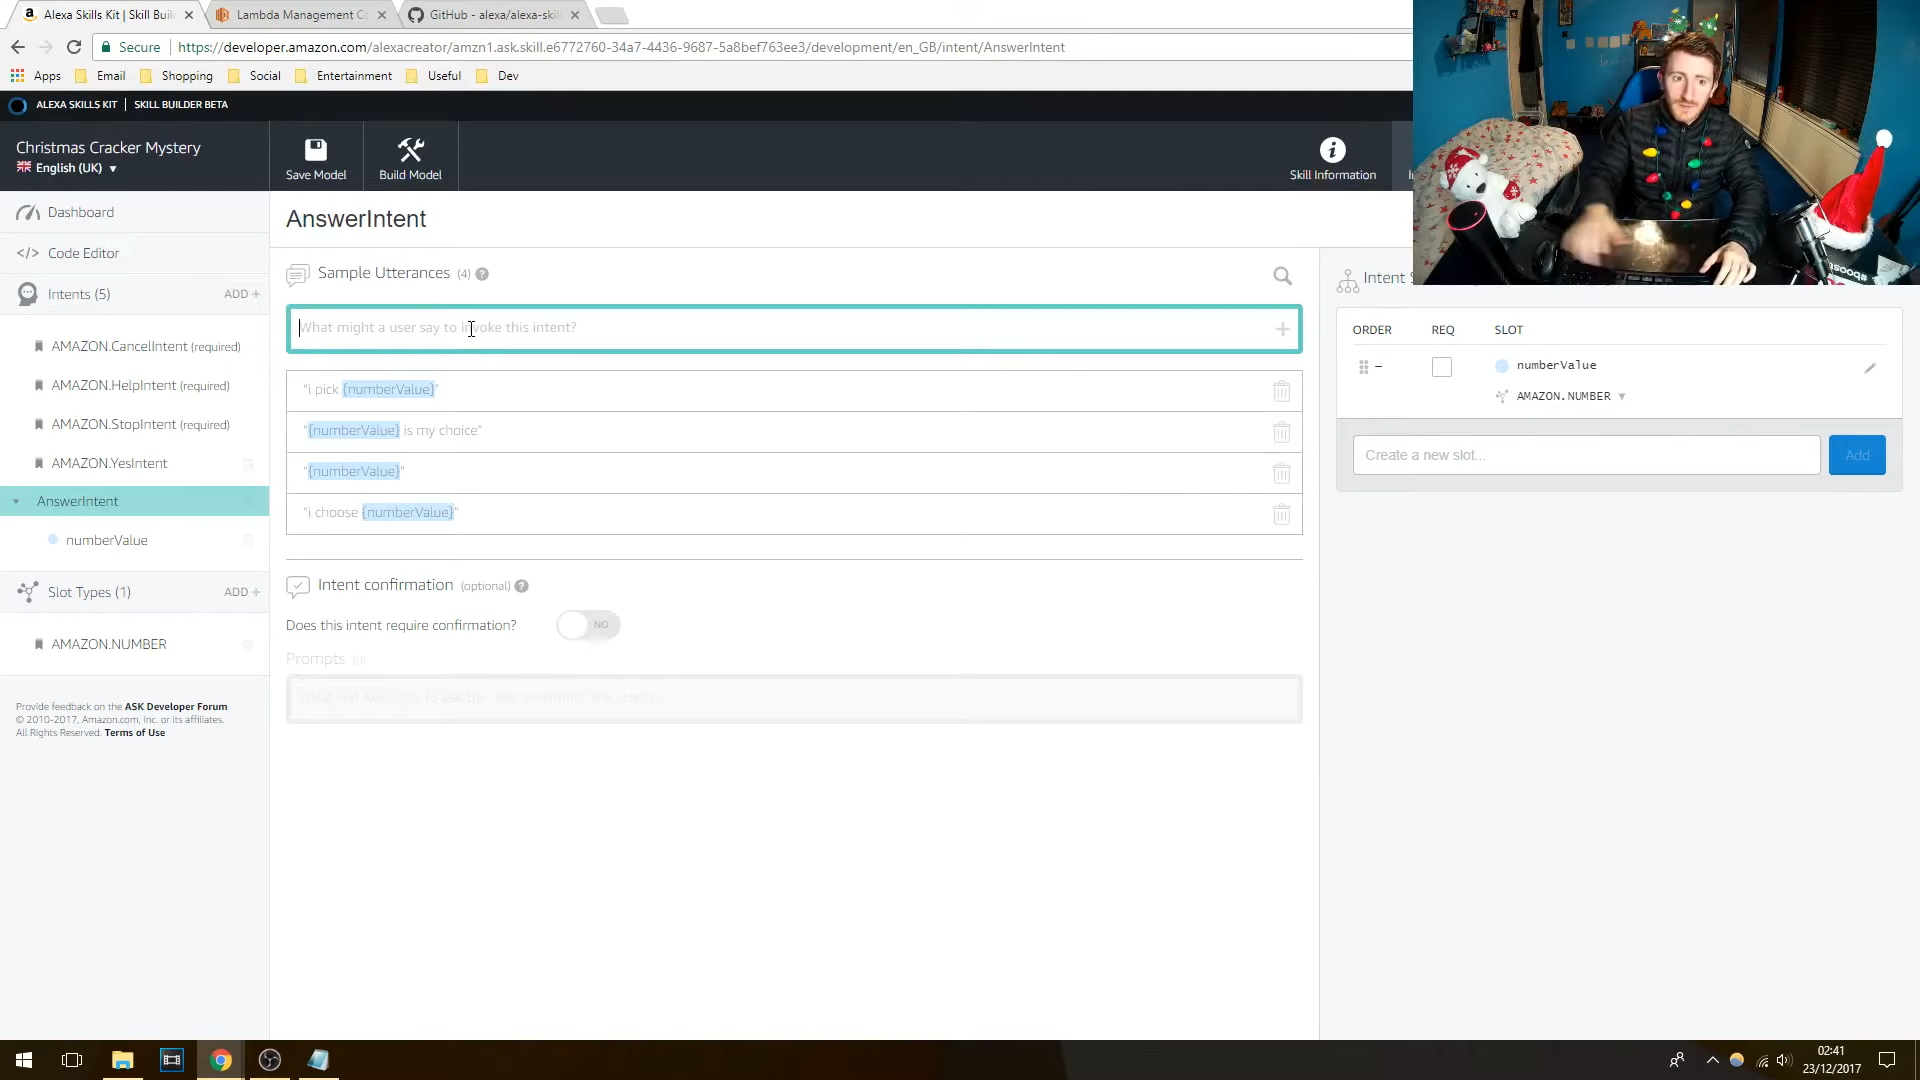 Alexa Skills Kit | Skill Buil
Lambda Management C
GitHub - alexa/alexa-skil
Secure
https://developer.amazon.com/alexacreator/amzn1.ask.skill.e6772760-34a7-4436-9687-5a8bef763ee3/development/en_GB/intent/AnswerIntent
Apps
Email
Shopping
Social
Entertainment
Useful
Dev
ALEXA SKILLS KIT | SKILL BUILDER BETA
Christmas Cracker Mystery
English (UK)
Save Model
Build Model
Skill Information
Dashboard
Code Editor
Intents (5)
ADD +
AMAZON.CancelIntent (required)
AMAZON.HelpIntent (required)
AMAZON.StopIntent (required)
AMAZON.YesIntent
AnswerIntent
numberValue
Slot Types (1)
ADD +
AMAZON.NUMBER
Provide feedback on the ASK Developer Forum
© 2010-2017, Amazon.com, Inc. or its affiliates.
All Rights Reserved. Terms of Use
AnswerIntent
Sample Utterances (4)
What might a user say to invoke this intent?
"i pick {numberValue}"
"{numberValue} is my choice"
"{numberValue}"
"i choose {numberValue}"
Intent confirmation (optional)
Does this intent require confirmation?
NO
Prompts (0)
Intent S
ORDER
REQ
SLOT
numberValue
AMAZON.NUMBER
Create a new slot...
Add
02:41
23/12/2017